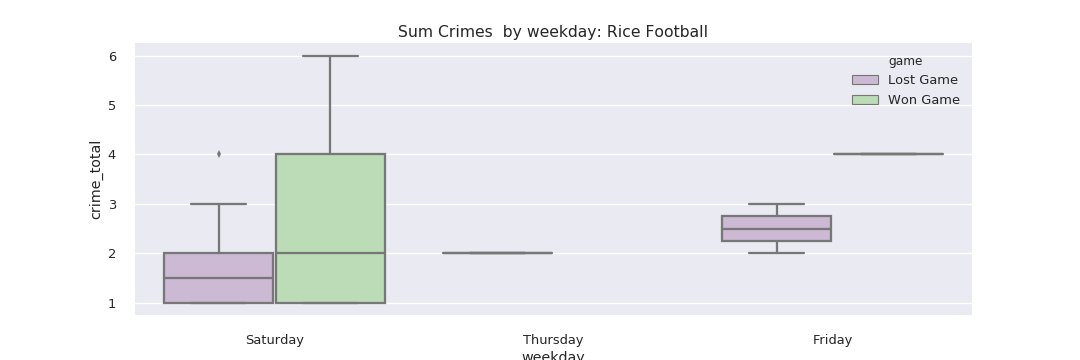 Sum Crimes  by weekday: Rice Football
game
Lost Game
Won Game
crime_total
6
5
4
3
2
1
Saturday
Thursday
Friday
weekday